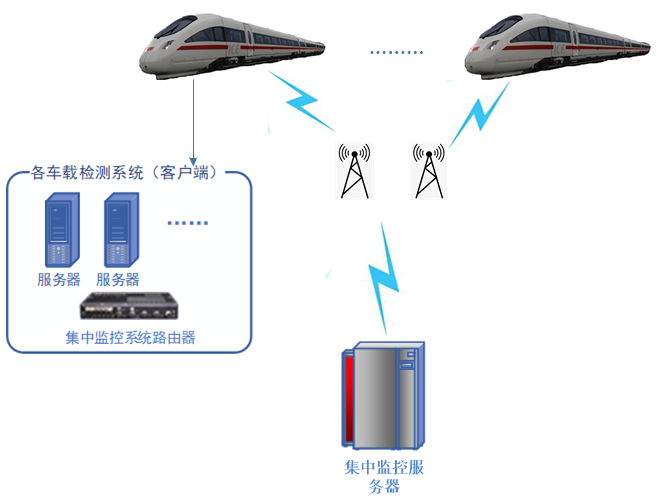 各车载检测系统（客户端）
服务器
服务器
……
集中监控系统路由器
集中监控服
务器